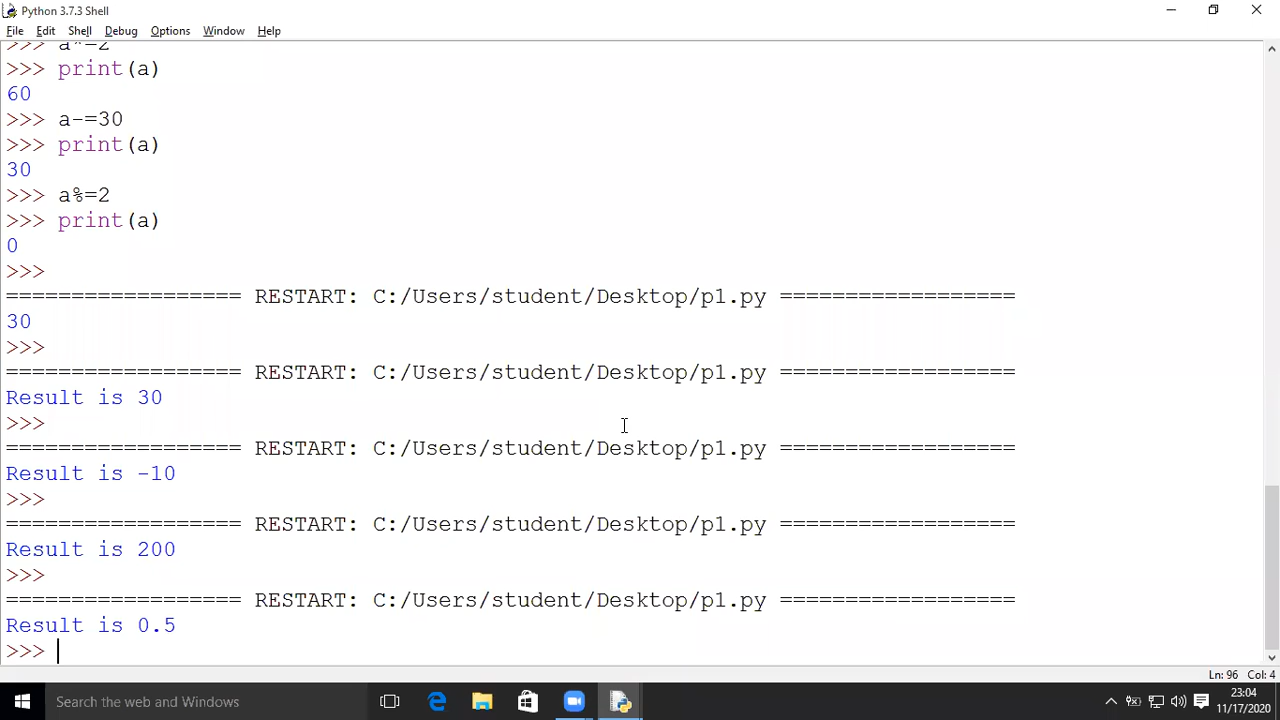 Python 3.7.3 Shell
File Edit Shell Debug Options Window Help
>>> a*=2
>>> print(a)
60
>>> a-=30
>>> print(a)
30
>>> a%=2
>>> print(a)
0
>>>
================== RESTART: C:/Users/student/Desktop/p1.py ==================
30
>>>
================== RESTART: C:/Users/student/Desktop/p1.py ==================
Result is 30
>>>
================== RESTART: C:/Users/student/Desktop/p1.py ==================
Result is -10
>>>
================== RESTART: C:/Users/student/Desktop/p1.py ==================
Result is 200
>>>
================== RESTART: C:/Users/student/Desktop/p1.py ==================
Result is 0.5
>>>
Ln: 96 Col: 4
Search the web and Windows
23:04
11/17/2020